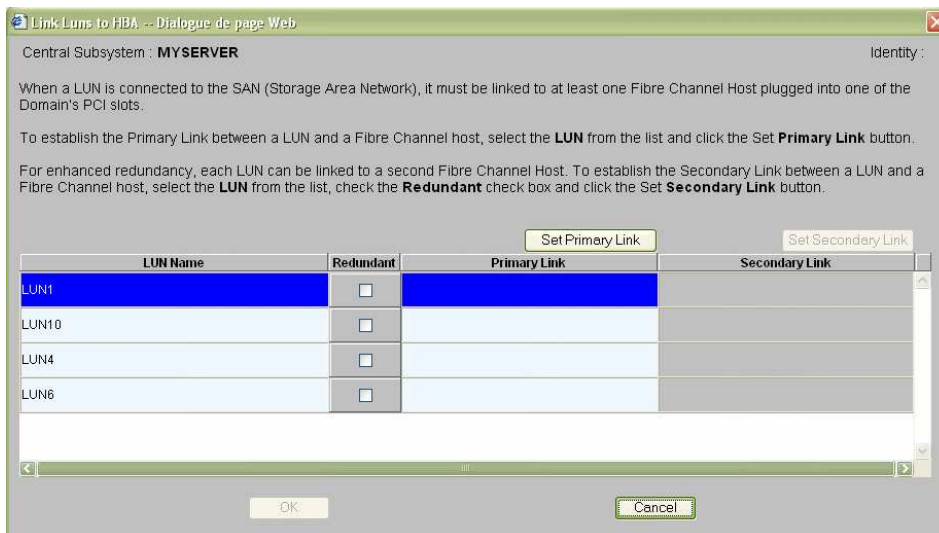 Link Luns to HBA -- Dialogue de page Web
Central Subsystem : MYSERVER
Identity :
When a LUN is connected to the SAN (Storage Area Network), it must be linked to at least one Fibre Channel Host plugged into one of the
Domain's PCI slots.
To establish the Primary Link between a LUN and a Fibre Channel host, select the LUN from the list and click the Set Primary Link button.
For enhanced redundancy, each LUN can be linked to a second Fibre Channel Host. To establish the Secondary Link between a LUN and a
Fibre Channel host, select the LUN from the list, check the Redundant check box and click the Set Secondary Link button.
Set Primary Link
Set Secondary Link
LUN Name Redundant Primary Link Secondary Link
LUN1
LUN10
LUN4
LUN6
OK
Cancel